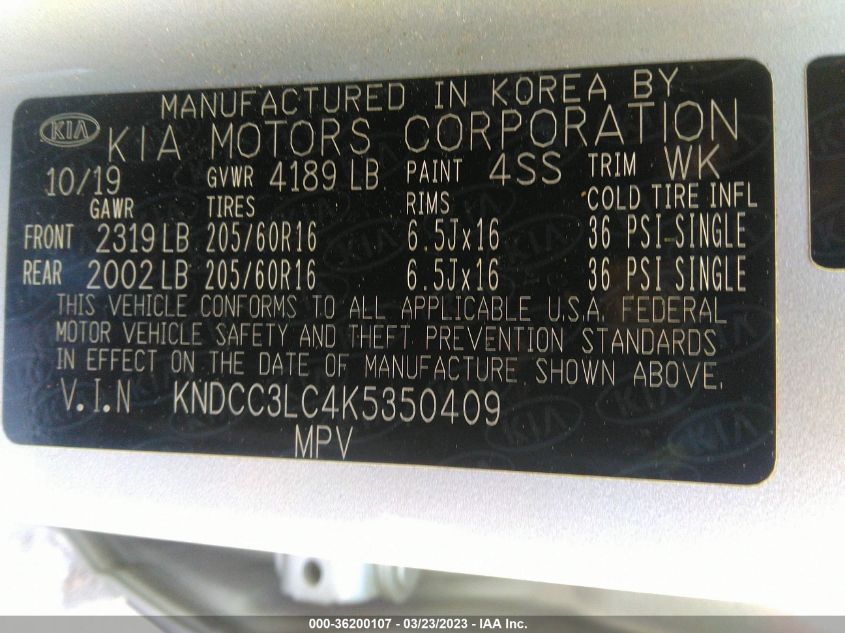 MANUFACTURED IN KOREA BY
KIA KIA MOTORS CORPORATION
10/19 GVWR 4189 LB PAINT 4SS TRIM WK
GAWR TIRES RIMS COLD TIRE INFL
FRONT 2319 LB 205/60R16 6.5Jx16 36 PSI SINGLE
REAR 2002 LB 205/60R16 6.5Jx16 36 PSI SINGLE
THIS VEHICLE CONFORMS TO ALL APPLICABLE U.S.A. FEDERAL
MOTOR VEHICLE SAFETY AND THEFT PREVENTION STANDARDS
IN EFFECT ON THE DATE OF MANUFACTURE SHOWN ABOVE.
V.I.N KNDCC3LC4K5350409
MPV
000-36200107 - 03/23/2023 - IAA Inc.